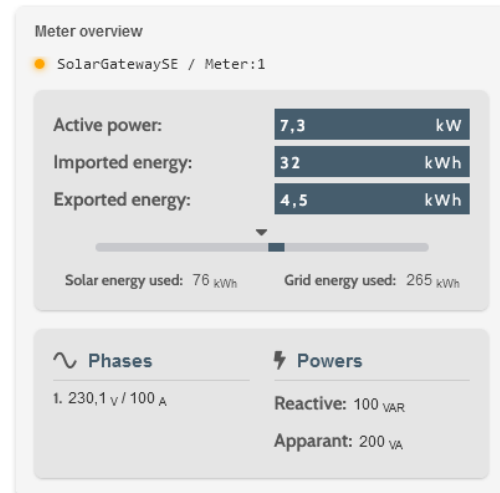 Meter overview
SolarGatewaySE / Meter:1
Active power: 7,3 kW
Imported energy: 32 kWh
Exported energy: 4,5 kWh
Solar energy used: 76 kWh Grid energy used: 265 kWh
Phases
1. 230,1 V / 100 A
Powers
Reactive: 100 VAR
Apparant: 200 VA